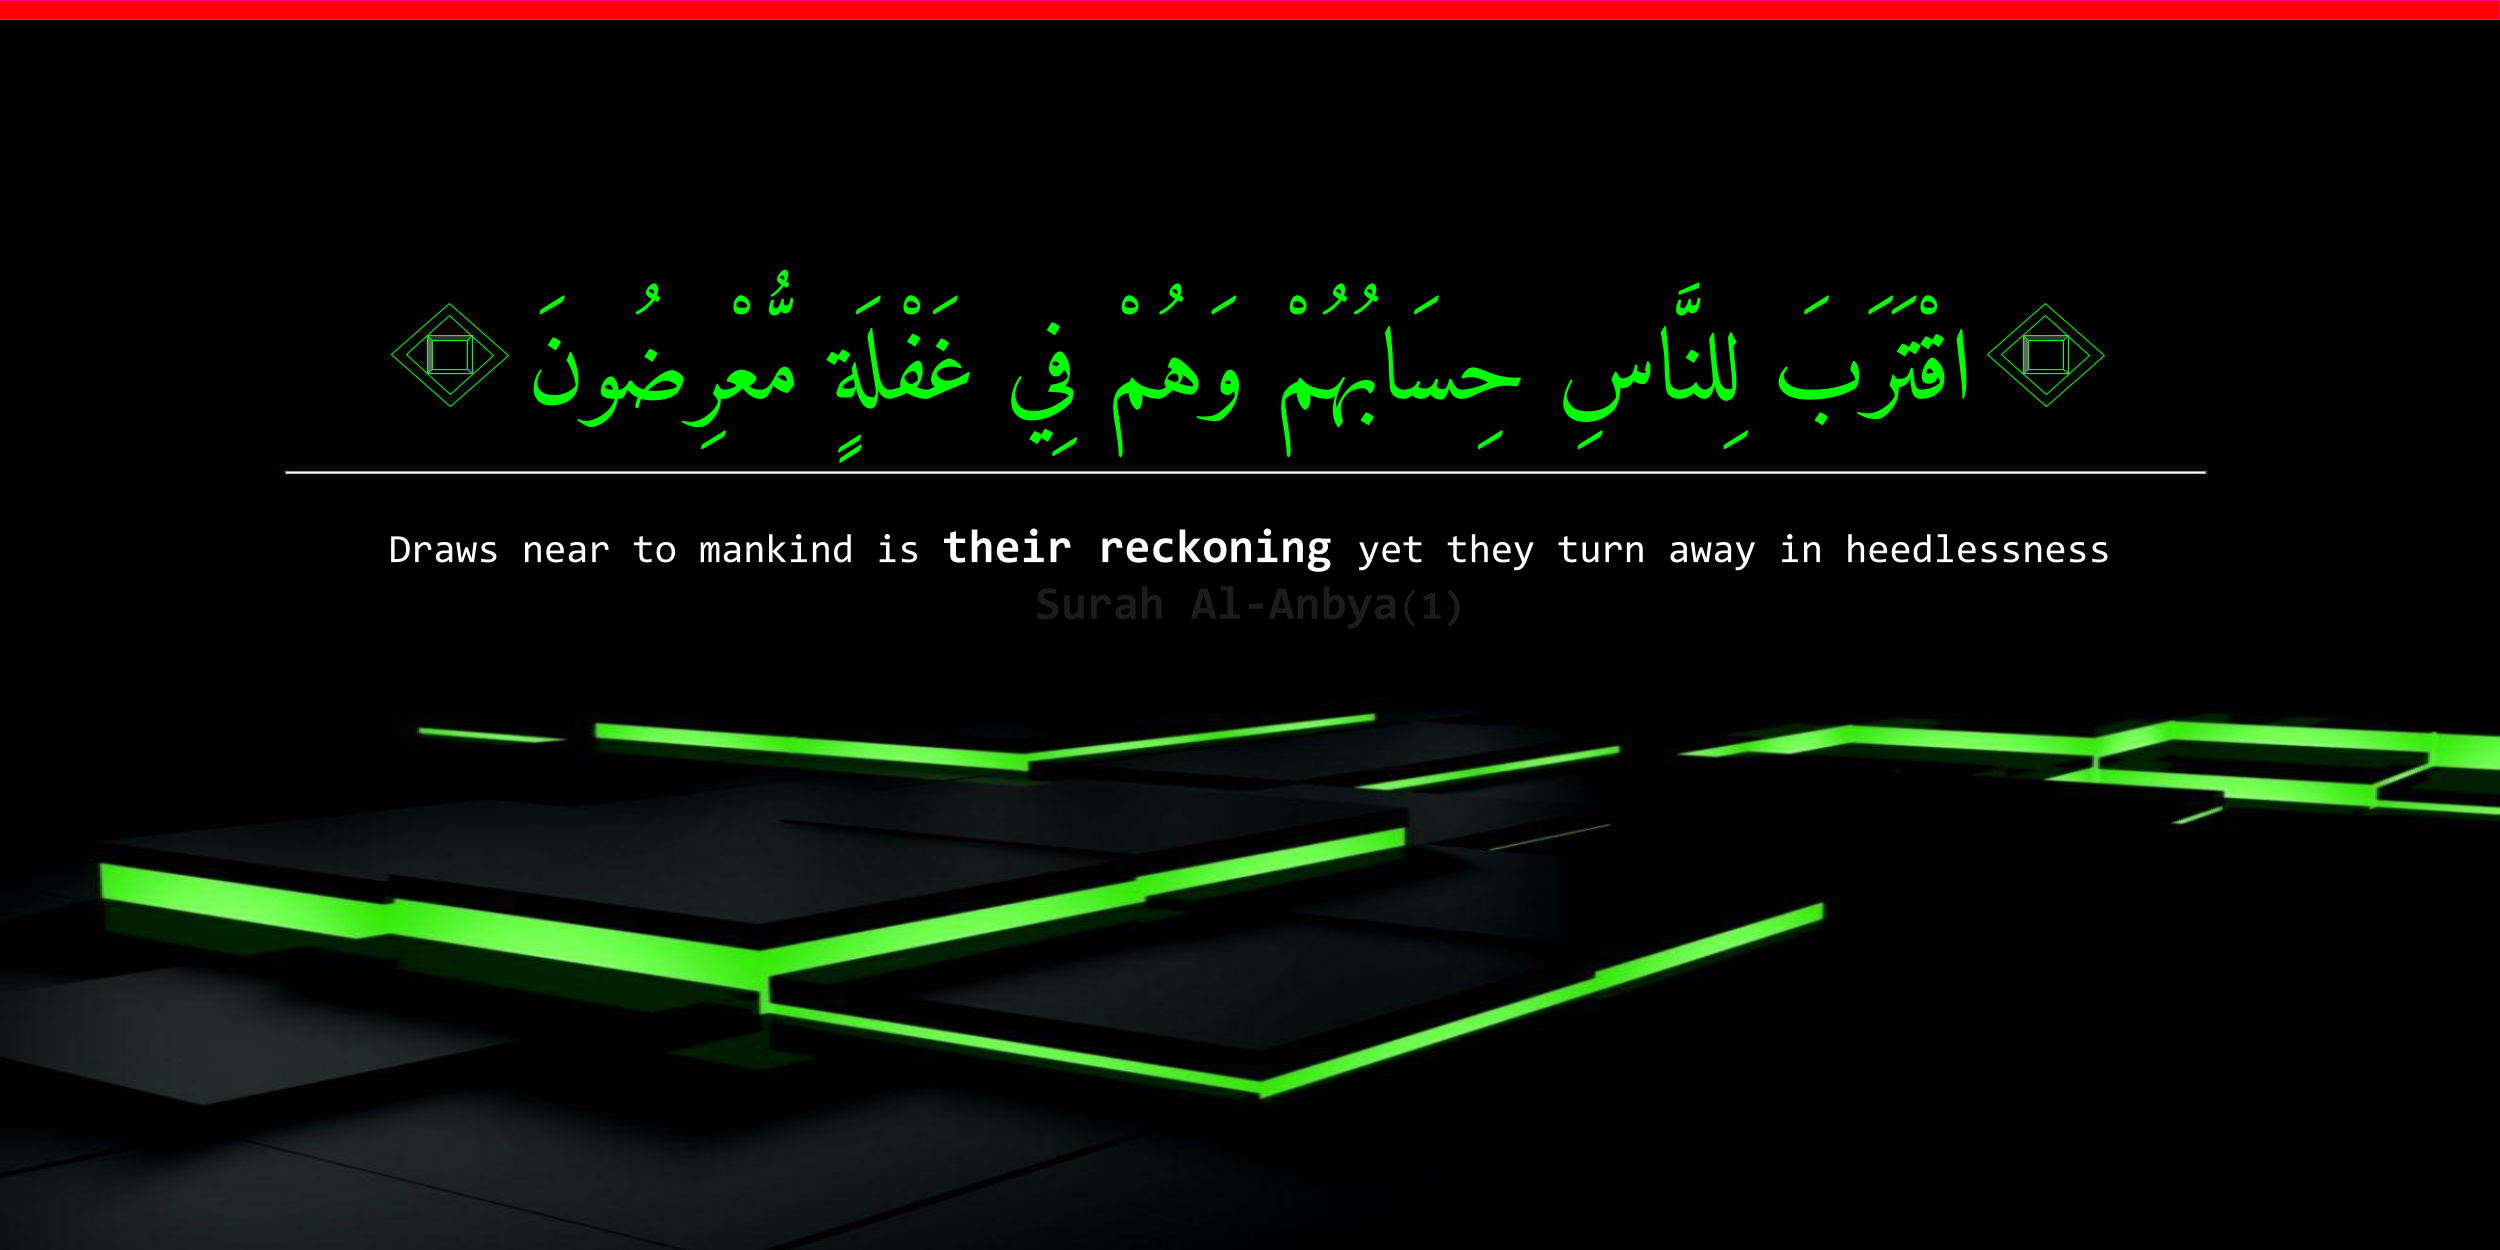 اقْتَرَبَ لِلنَّاسِ حِسَابُهُمْ وَهُمْ فِي غَفْلَةٍ مُّعْرِضُونَ
Draws near to mankind is their reckoning yet they turn away in heedlessness
Surah Al-Anbya(1)